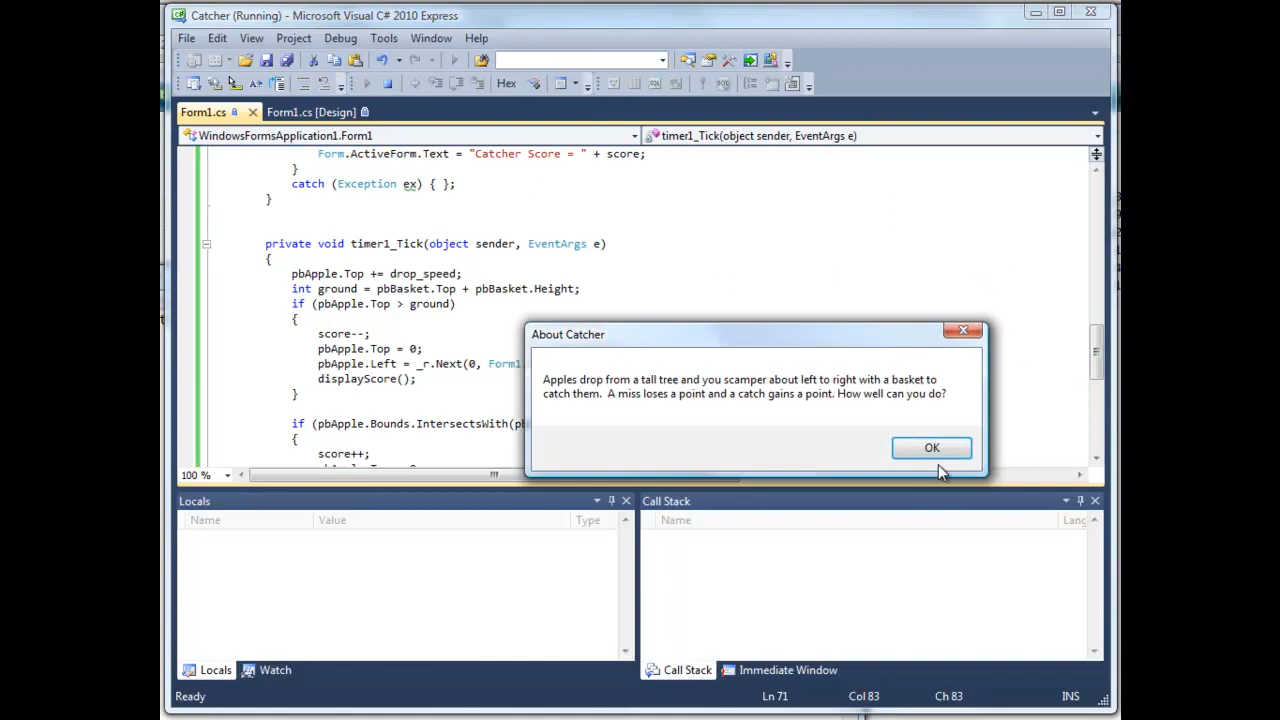 Catcher (Running) - Microsoft Visual C# 2010 Express
File Edit View Project Debug Tools Window Help
Hex
Form1.cs Form1.cs [Design]
WindowsFormsApplication1.Form1 timer1_Tick(object sender, EventArgs e)
Form.ActiveForm.Text = "Catcher Score = " + score;
}
catch (Exception ex) { };
}
private void timer1_Tick(object sender, EventArgs e)
{
pbApple.Top += drop_speed;
int ground = pbBasket.Top + pbBasket.Height;
if (pbApple.Top > ground)
{
score--;
pbApple.Top = 0;
pbApple.Left = _r.Next(0, Form1
displayScore();
}
if (pbApple.Bounds.IntersectsWith(pb
{
score++;
About Catcher
Apples drop from a tall tree and you scamper about left to right with a basket to
catch them. A miss loses a point and a catch gains a point. How well can you do?
OK
100 %
Locals
Name Value Type
Call Stack
Name Lang
Locals Watch
Call Stack Immediate Window
Ready Ln 71 Col 83 Ch 83 INS